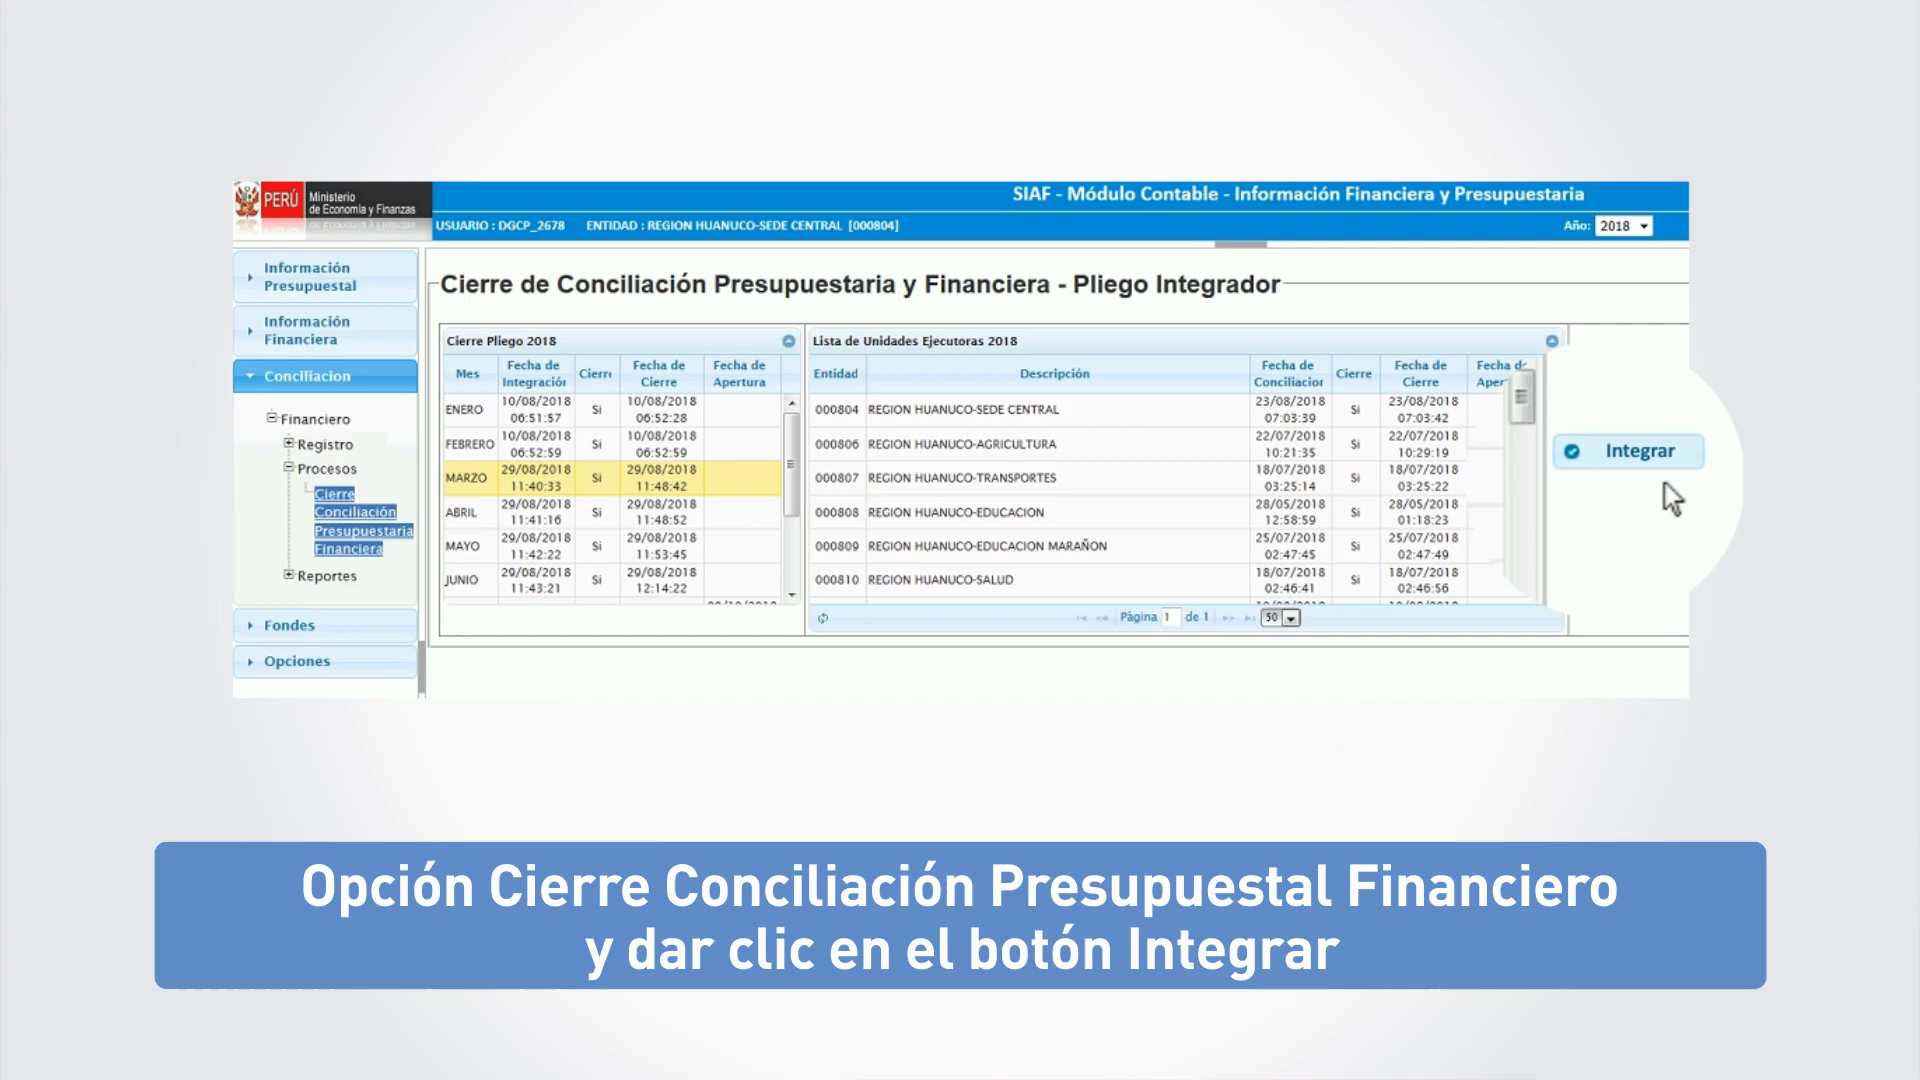 PERÚ
Ministerio
de Economía y Finanzas
SIAF - Módulo Contable - Información Financiera y Presupuestaria
USUARIO : DGCP_2678 ENTIDAD : REGION HUANUCO-SEDE CENTRAL [000804]
Año: 2018
Información
Presupuestal
Información
Financiera
Conciliacion
Financiero
Registro
Procesos
Cierre
Conciliación
Presupuestaria
Financiera
Reportes
Fondes
Opciones
Cierre de Conciliación Presupuestaria y Financiera - Pliego Integrador
Cierre Pliego 2018
Mes Fecha de Integración Cierre Fecha de Cierre Fecha de Apertura
ENERO 10/08/2018 06:51:57 Si 10/08/2018 06:52:28
FEBRERO 10/08/2018 06:52:59 Si 10/08/2018 06:52:59
MARZO 29/08/2018 11:40:33 Si 29/08/2018 11:48:42
ABRIL 29/08/2018 11:41:16 Si 29/08/2018 11:48:52
MAYO 29/08/2018 11:42:22 Si 29/08/2018 11:53:45
JUNIO 29/08/2018 11:43:21 Si 29/08/2018 12:14:22
Lista de Unidades Ejecutoras 2018
Entidad Descripción Fecha de Conciliacior Cierre Fecha de Cierre Fecha de Aper
000804 REGION HUANUCO-SEDE CENTRAL 23/08/2018 07:03:39 Si 23/08/2018 07:03:42
000806 REGION HUANUCO-AGRICULTURA 22/07/2018 10:21:35 Si 22/07/2018 10:29:19
000807 REGION HUANUCO-TRANSPORTES 18/07/2018 03:25:14 Si 18/07/2018 03:25:22
000808 REGION HUANUCO-EDUCACION 28/05/2018 12:58:59 Si 28/05/2018 01:18:23
000809 REGION HUANUCO-EDUCACION MARAÑON 25/07/2018 02:47:45 Si 25/07/2018 02:47:49
000810 REGION HUANUCO-SALUD 18/07/2018 02:46:41 Si 18/07/2018 02:46:56
Página 1 de 1 50
Integrar
Opción Cierre Conciliación Presupuestal Financiero
y dar clic en el botón Integrar